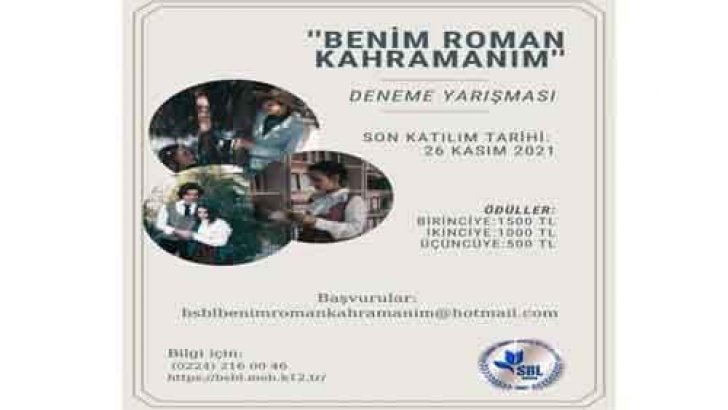 "BENİM ROMAN
KAHRAMANIM"
DENEME YARIŞMASI
SON KATILIM TARİHİ:
26 KASIM 2021
ÖDÜLLER:
BİRİNCİYE:1500 TL
İKİNCİYE:1000 TL
ÜÇÜNCÜYE:500 TL
Başvurular:
bsblbenimromankahramanim@hotmail.com
Bilgi için:
(0224) 216 00 46
https://bsbl.meb.k12.tr/
SBL